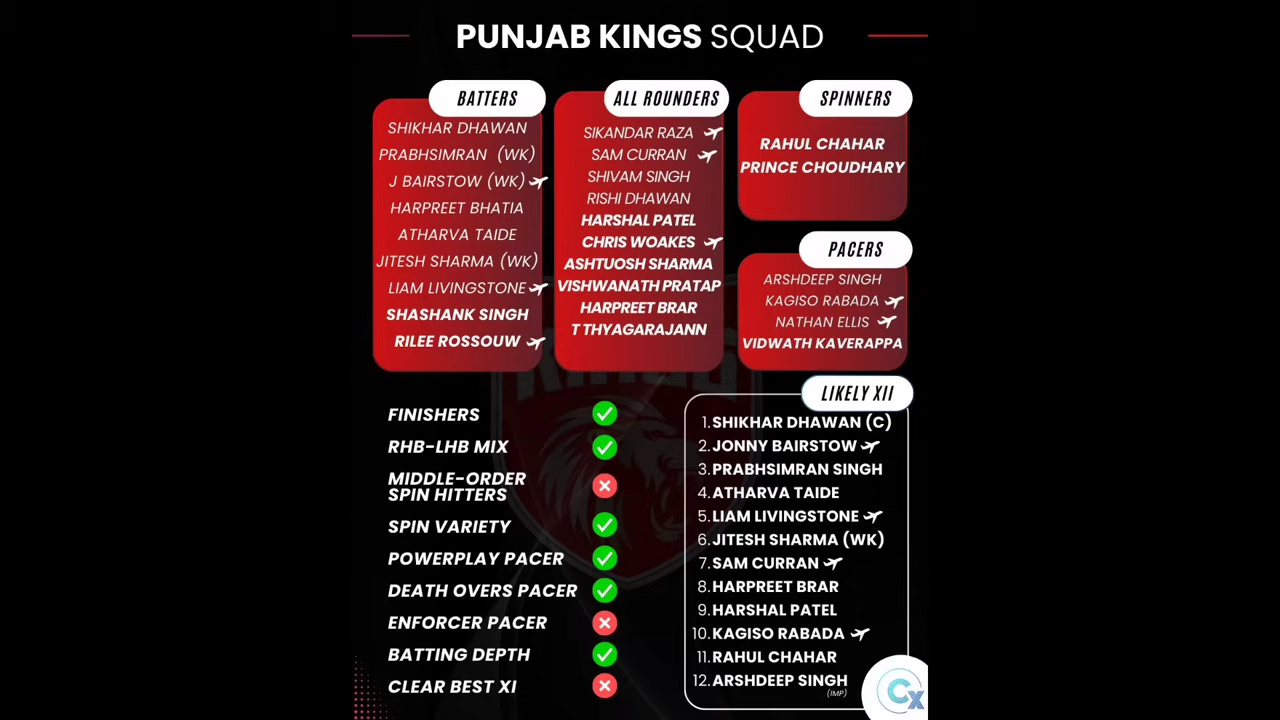 PUNJAB KINGS SQUAD
BATTERS
SHIKHAR DHAWAN
PRABHSIMRAN (WK)
J BAIRSTOW (WK)
HARPREET BHATIA
ATHARVA TAIDE
JITESH SHARMA (WK)
LIAM LIVINGSTONE
SHASHANK SINGH
RILEE ROSSOUW
ALL ROUNDERS
SIKANDAR RAZA
SAM CURRAN
SHIVAM SINGH
RISHI DHAWAN
HARSHAL PATEL
CHRIS WOAKES
ASHTUOSH SHARMA
VISHWANATH PRATAP
HARPREET BRAR
T THYAGARAJANN
SPINNERS
RAHUL CHAHAR
PRINCE CHOUDHARY
PACERS
ARSHDEEP SINGH
KAGISO RABADA
NATHAN ELLIS
VIDWATH KAVERAPPA
FINISHERS
RHB-LHB MIX
MIDDLE-ORDER
SPIN HITTERS
SPIN VARIETY
POWERPLAY PACER
DEATH OVERS PACER
ENFORCER PACER
BATTING DEPTH
CLEAR BEST XI
LIKELY XII
1. SHIKHAR DHAWAN (C)
2. JONNY BAIRSTOW
3. PRABHSIMRAN SINGH
4. ATHARVA TAIDE
5. LIAM LIVINGSTONE
6. JITESH SHARMA (WK)
7. SAM CURRAN
8. HARPREET BRAR
9. HARSHAL PATEL
10. KAGISO RABADA
11. RAHUL CHAHAR
12. ARSHDEEP SINGH
(IMP)
Cx